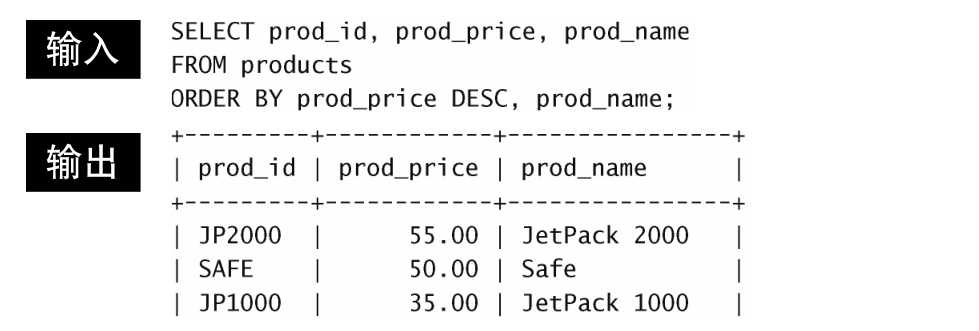 输入
SELECT prod_id, prod_price, prod_name
FROM products
ORDER BY prod_price DESC, prod_name;
输出
+---------+------------+----------------+
| prod_id | prod_price | prod_name      |
+---------+------------+----------------+
| JP2000  |      55.00 | JetPack 2000   |
| SAFE    |      50.00 | Safe           |
| JP1000  |      35.00 | JetPack 1000   |